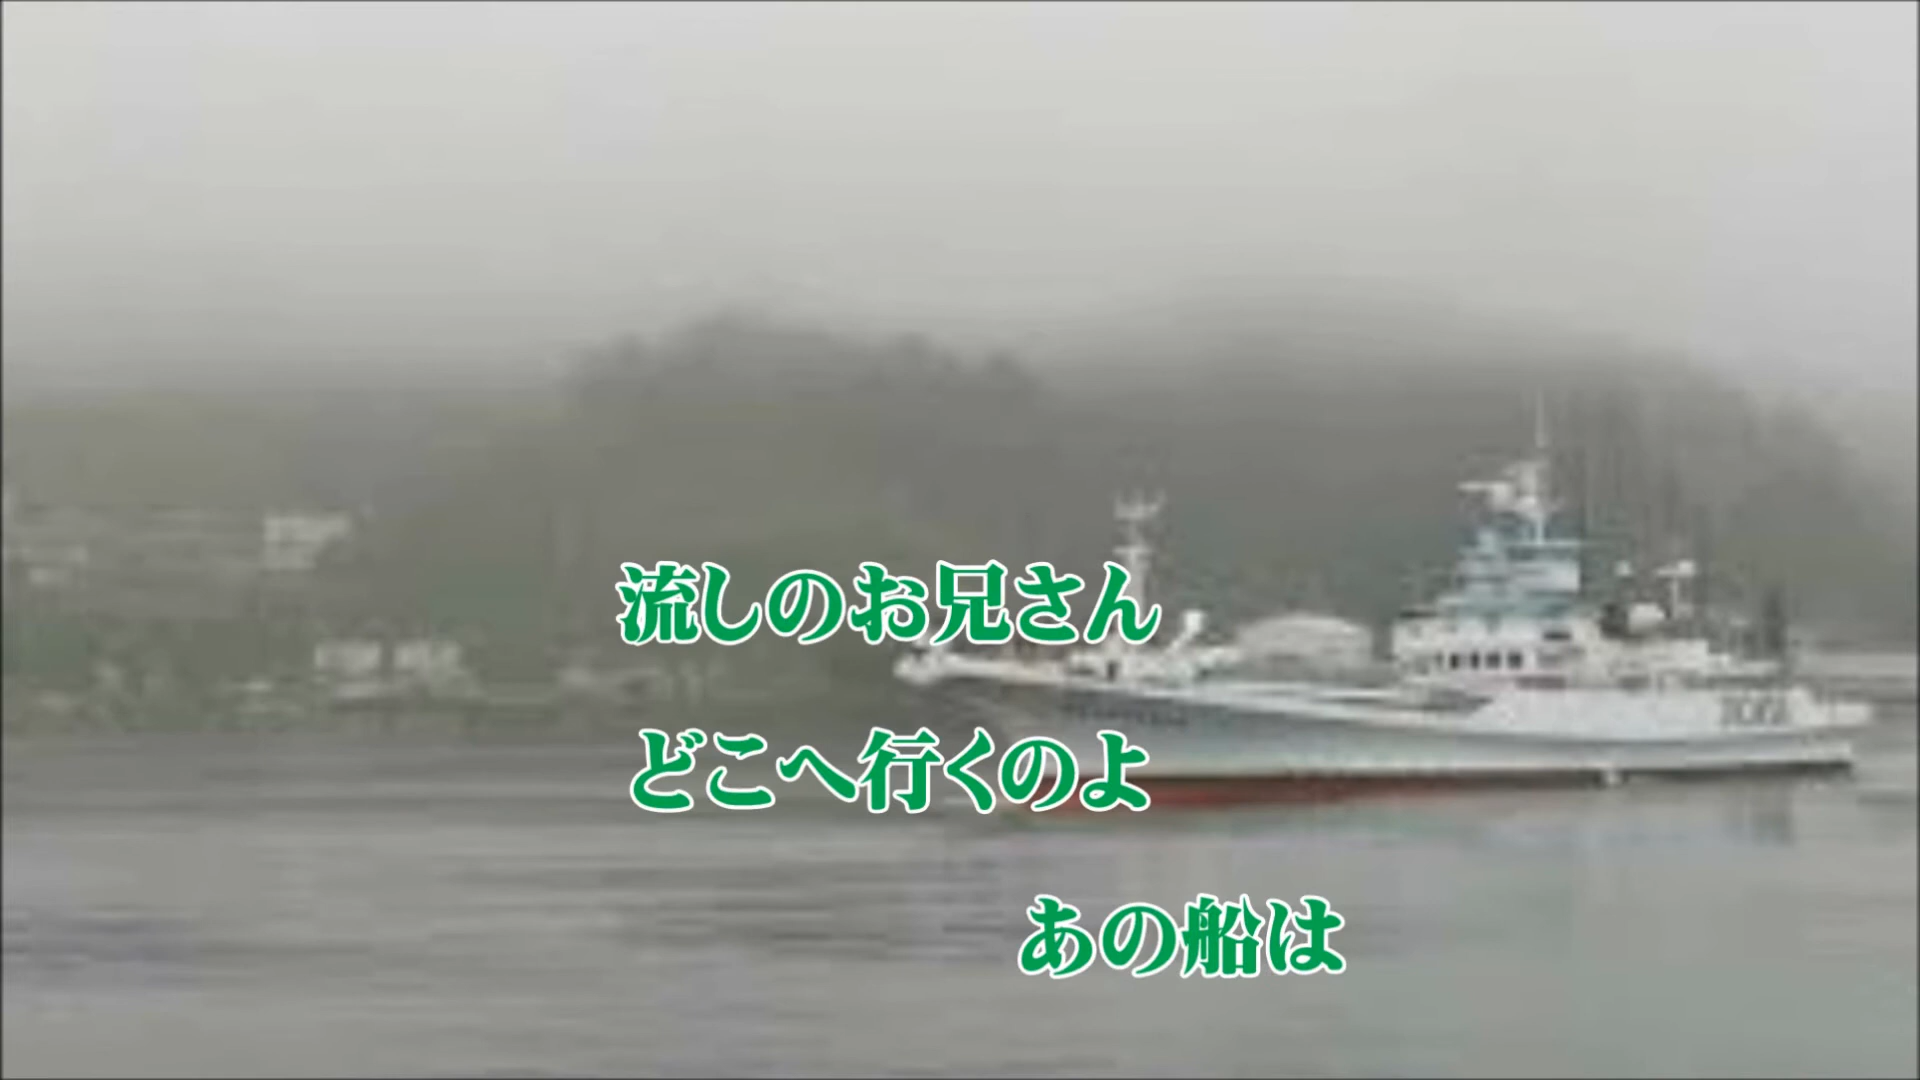 流しのお兄さん
どこへ行くのよ
あの船は